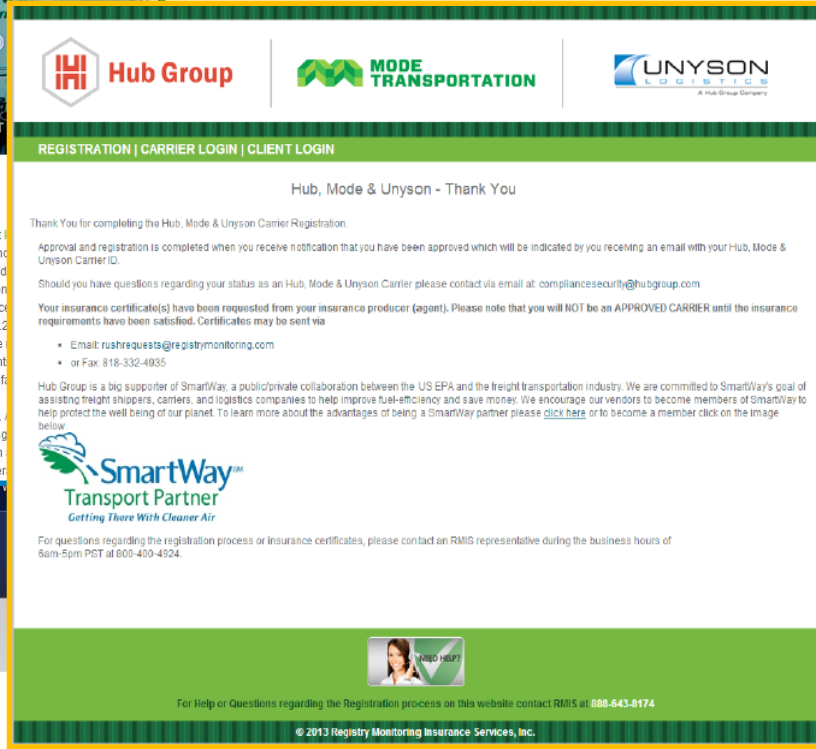 Hub Group
MODE
TRANSPORTATION
UNYSON
LOGISTICS
A Hub Group Company
REGISTRATION | CARRIER LOGIN | CLIENT LOGIN
Hub, Mode & Unyson - Thank You
Thank You for completing the Hub, Mode & Unyson Carrier Registration.
Approval and registration is completed when you receive notification that you have been approved which will be indicated by you receiving an email with your Hub, Mode &
Unyson Carrier ID.
Should you have questions regarding your status as an Hub, Mode & Unyson Carrier please contact via email at: compliancesecurity@hubgroup.com
Your insurance certificate(s) have been requested from your insurance producer (agent). Please note that you will NOT be an APPROVED CARRIER until the insurance
requirements have been satisfied. Certificates may be sent via
Email: rushrequests@registrymonitoring.com
or Fax: 818-332-4935
Hub Group is a big supporter of SmartWay, a public/private collaboration between the US EPA and the freight transportation industry. We are committed to SmartWay's goal of
assisting freight shippers, carriers, and logistics companies to help improve fuel-efficiency and save money. We encourage our vendors to become members of SmartWay to
help protect the well being of our planet. To learn more about the advantages of being a SmartWay partner please click here or to become a member click on the image
below.
SmartWay SM
Transport Partner
Getting There With Cleaner Air
For questions regarding the registration process or insurance certificates, please contact an RMIS representative during the business hours of
6am-5pm PST at 800-400-4924.
NEED HELP?
For Help or Questions regarding the Registration process on this website contact RMIS at 888-643-8174
© 2013 Registry Monitoring Insurance Services, Inc.